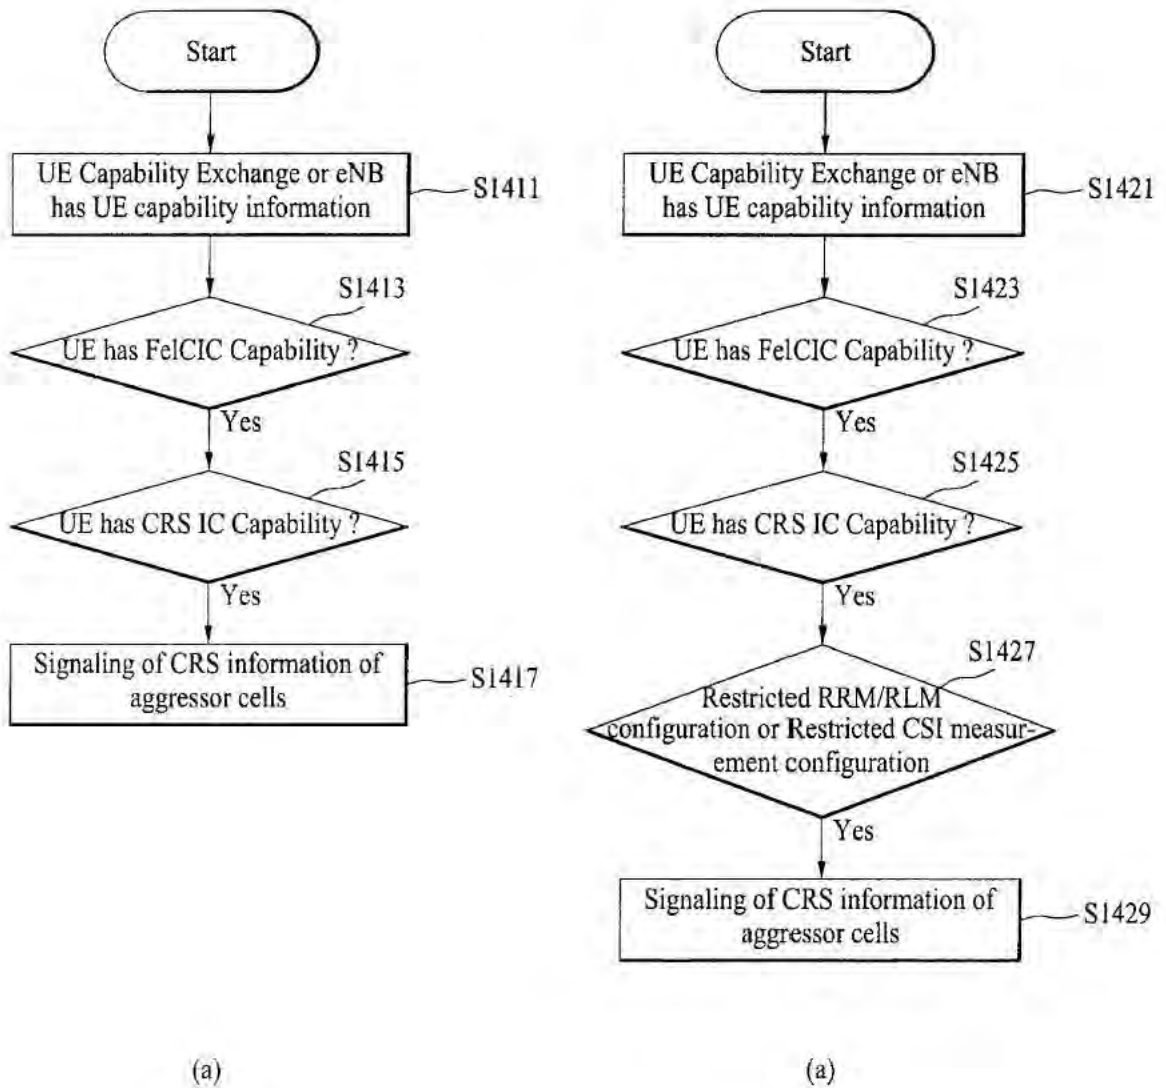 Start
UE Capability Exchange or eNB
has UE capability information
S1411
S1413
UE has FelCIC Capability ?
Yes
S1415
UE has CRS IC Capability ?
Yes
Signaling of CRS information of
aggressor cells
S1417
(a)
Start
UE Capability Exchange or eNB
has UE capability information
S1421
S1423
UE has FelCIC Capability ?
Yes
S1425
UE has CRS IC Capability ?
Yes
S1427
Restricted RRM/RLM
configuration or Restricted CSI measur-
ement configuration
Yes
Signaling of CRS information of
aggressor cells
S1429
(a)